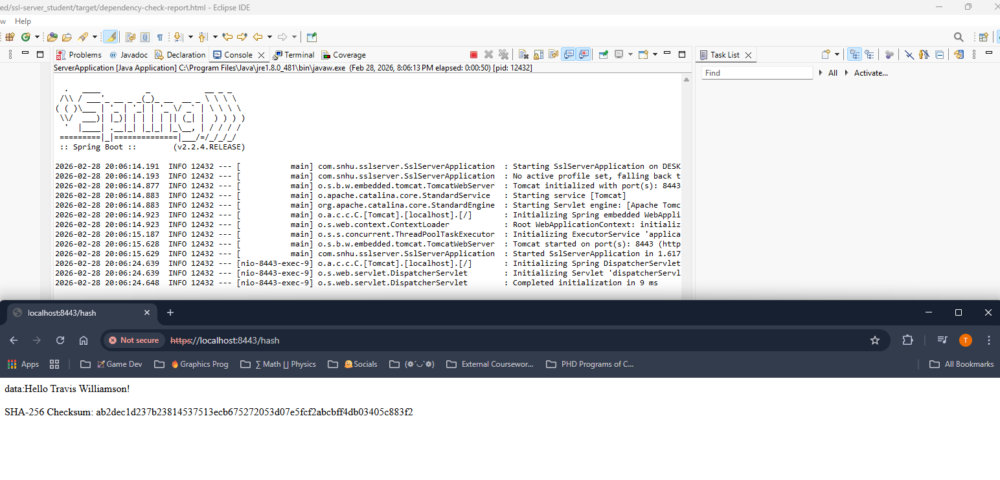 ed/ssl-server_student/target/dependency-check-report.html - Eclipse IDE
w Help
Problems @ Javadoc Declaration Console Terminal Coverage
Task List
ServerApplication [Java Application] C:\Program Files\Java\jre1.8.0_481\bin\javaw.exe (Feb 28, 2026, 8:06:13 PM elapsed: 0:00:50) [pid: 12432]
Find All Activate...
  .   ____          _            __ _ _
 /\\ / ___'_ __ _ _(_)_ __  __ _ \ \ \ \
( ( )\___ | '_ | '_| | '_ \/ _` | \ \ \ \
 \\/  ___)| |_)| | | | | || (_| |  ) ) ) )
  '  |____| .__|_| |_|_| |_\__, | / / / /
 =========|_|==============|___/=/_/_/_/
 :: Spring Boot ::        (v2.2.4.RELEASE)
2026-02-28 20:06:14.191  INFO 12432 --- [           main] com.snhu.sslserver.SslServerApplication  : Starting SslServerApplication on DESK
2026-02-28 20:06:14.193  INFO 12432 --- [           main] com.snhu.sslserver.SslServerApplication  : No active profile set, falling back t
2026-02-28 20:06:14.877  INFO 12432 --- [           main] o.s.b.w.embedded.tomcat.TomcatWebServer  : Tomcat initialized with port(s): 8443
2026-02-28 20:06:14.883  INFO 12432 --- [           main] o.apache.catalina.core.StandardService   : Starting service [Tomcat]
2026-02-28 20:06:14.883  INFO 12432 --- [           main] org.apache.catalina.core.StandardEngine  : Starting Servlet engine: [Apache Tomc
2026-02-28 20:06:14.923  INFO 12432 --- [           main] o.a.c.c.C.[Tomcat].[localhost].[/]       : Initializing Spring embedded WebAppli
2026-02-28 20:06:14.923  INFO 12432 --- [           main] o.s.web.context.ContextLoader            : Root WebApplicationContext: initializ
2026-02-28 20:06:15.187  INFO 12432 --- [           main] o.s.s.concurrent.ThreadPoolTaskExecutor  : Initializing ExecutorService 'applica
2026-02-28 20:06:15.628  INFO 12432 --- [           main] o.s.b.w.embedded.tomcat.TomcatWebServer  : Tomcat started on port(s): 8443 (http
2026-02-28 20:06:15.629  INFO 12432 --- [           main] com.snhu.sslserver.SslServerApplication  : Started SslServerApplication in 1.617
2026-02-28 20:06:24.639  INFO 12432 --- [nio-8443-exec-9] o.a.c.c.C.[Tomcat].[localhost].[/]       : Initializing Spring DispatcherServlet
2026-02-28 20:06:24.639  INFO 12432 --- [nio-8443-exec-9] o.s.web.servlet.DispatcherServlet        : Initializing Servlet 'dispatcherServl
2026-02-28 20:06:24.648  INFO 12432 --- [nio-8443-exec-9] o.s.web.servlet.DispatcherServlet        : Completed initialization in 9 ms
localhost:8443/hash
Not secure https://localhost:8443/hash T
Apps 🏹Game Dev 🔥Graphics Prog ∑ Math ∐ Physics 🤗Socials (❁´◡`❁) External Coursewor... PHD Programs of C... All Bookmarks
data:Hello Travis Williamson!
SHA-256 Checksum: ab2dec1d237b23814537513ecb675272053d07e5fcf2abcbff4db03405c883f2